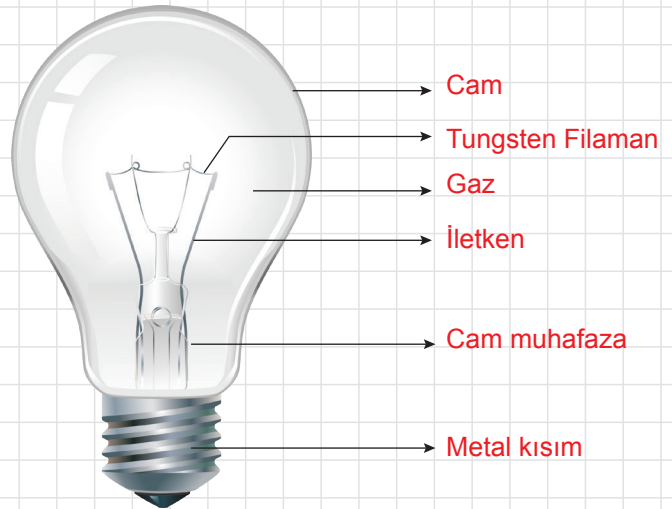 Cam
Tungsten Filaman
Gaz
İletken
Cam muhafaza
Metal kısım